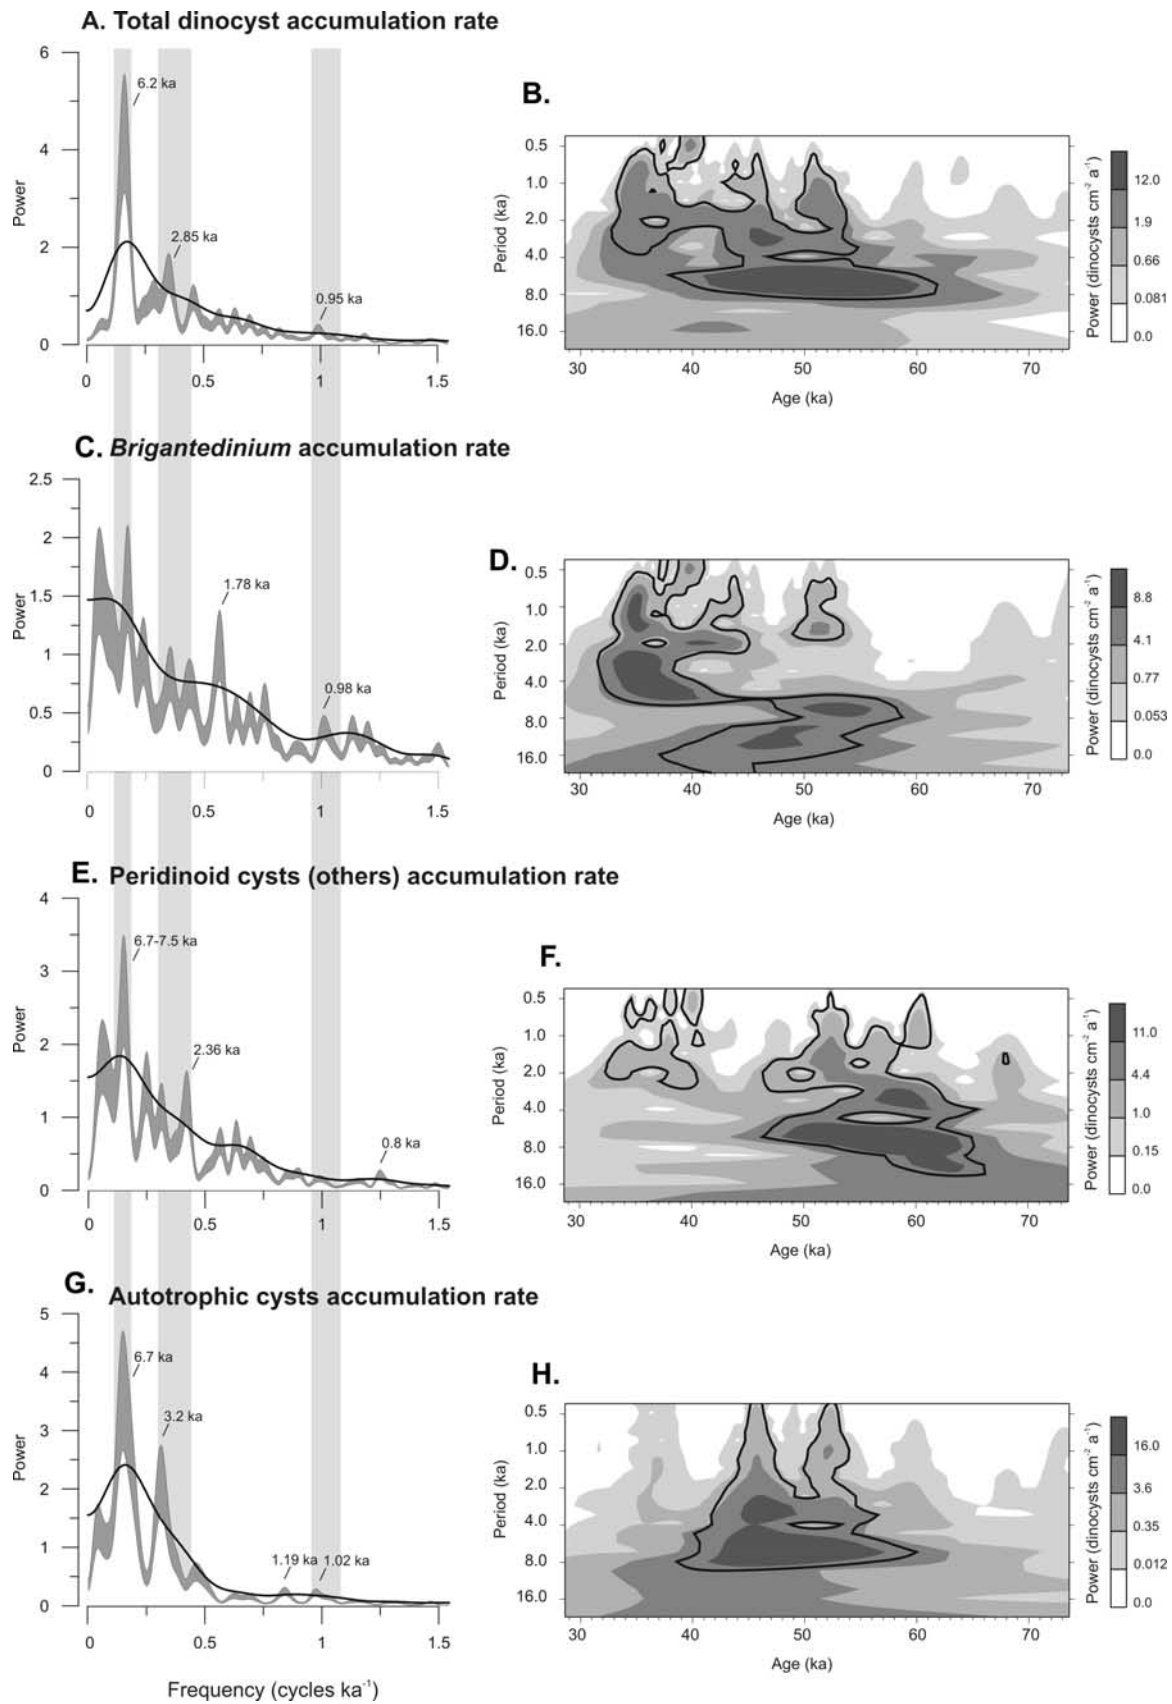 A. Total dinocyst accumulation rate
6
4
2
0
Power
6.2 ka
2.85 ka
0.95 ka
0 0.5 1 1.5
B.
0.5
1.0
2.0
4.0
8.0
16.0
Period (ka)
30 40 50 60 70
Age (ka)
12.0
1.9
0.66
0.081
0.0
Power (dinocysts cm⁻² a⁻¹)
C. Brigantedinium accumulation rate
2.5
2
1.5
1
0.5
0
Power
1.78 ka
0.98 ka
0 0.5 1 1.5
D.
0.5
1.0
2.0
4.0
8.0
16.0
Period (ka)
30 40 50 60 70
Age (ka)
8.8
4.1
0.77
0.053
0.0
Power (dinocysts cm⁻² a⁻¹)
E. Peridinoid cysts (others) accumulation rate
4
3
2
1
0
Power
6.7-7.5 ka
2.36 ka
0.8 ka
0 0.5 1 1.5
F.
0.5
1.0
2.0
4.0
8.0
16.0
Period (ka)
30 40 50 60 70
Age (ka)
11.0
4.4
1.0
0.15
0.0
Power (dinocysts cm⁻² a⁻¹)
G. Autotrophic cysts accumulation rate
5
4
3
2
1
0
Power
6.7 ka
3.2 ka
1.19 ka 1.02 ka
0 0.5 1 1.5
Frequency (cycles ka⁻¹)
H.
0.5
1.0
2.0
4.0
8.0
16.0
Period (ka)
30 40 50 60 70
Age (ka)
16.0
3.6
0.35
0.012
0.0
Power (dinocysts cm⁻² a⁻¹)